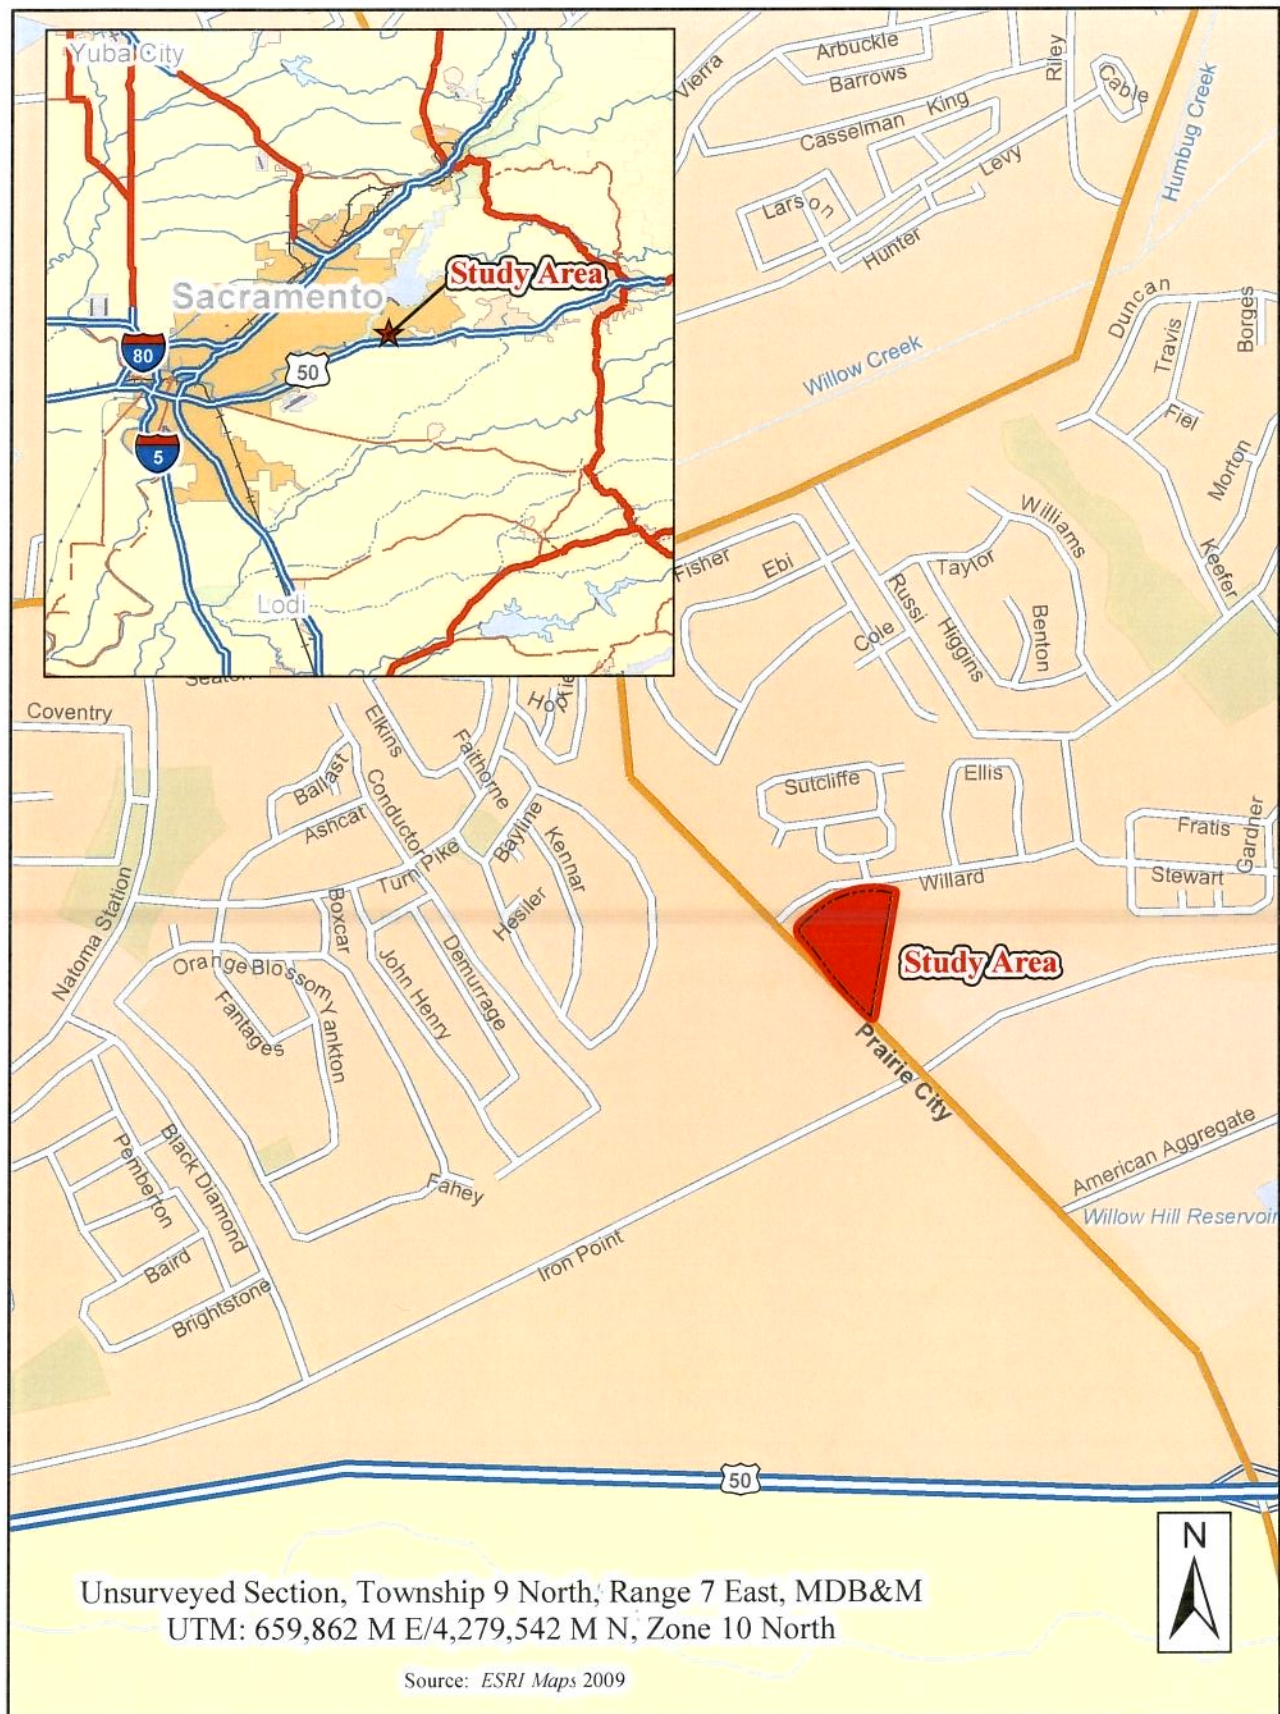 Yuba City
Sacramento
Study Area
80
50
5
Lodi
Vierra
Arbuckle
Barrows
Riley
Cable
King
Casselman
Levy
Larson
Hunter
Humbug Creek
Willow Creek
Duncan
Travis
Borges
Fiel
Morton
Keefer
Williams
Taylor
Fisher
Ebi
Russi
Cole
Higgins
Benton
Coventry
Elkins
Faithorne
Ballast
Ashcat
Conductor
Turn Pike
Bayline
Kennar
Hesller
Natoma Station
Boxcar
Orange Blossom
Fantages
Yankton
John Henry
Demurrage
Sutcliffe
Ellis
Fratis
Gardner
Stewart
Willard
Study Area
Prairie City
American Aggregate
Willow Hill Reservoir
Pemberton
Black Diamond
Fahey
Baird
Brightstone
Iron Point
50
N
Unsurveyed Section, Township 9 North, Range 7 East, MDB&M
UTM: 659,862 M E/4,279,542 M N, Zone 10 North
Source: ESRI Maps 2009